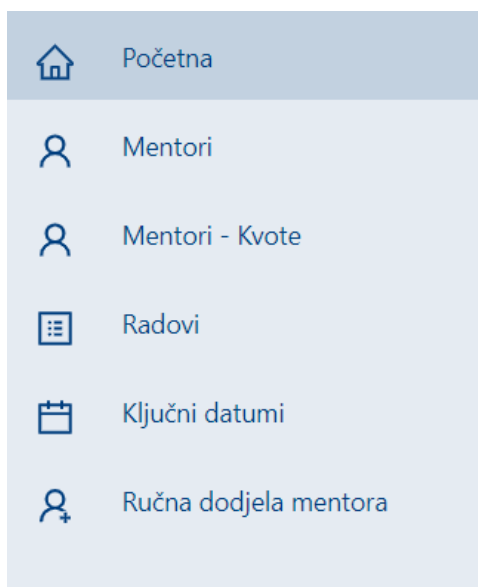 Početna
Mentori
Mentori - Kvote
Radovi
Ključni datumi
Ručna dodjela mentora